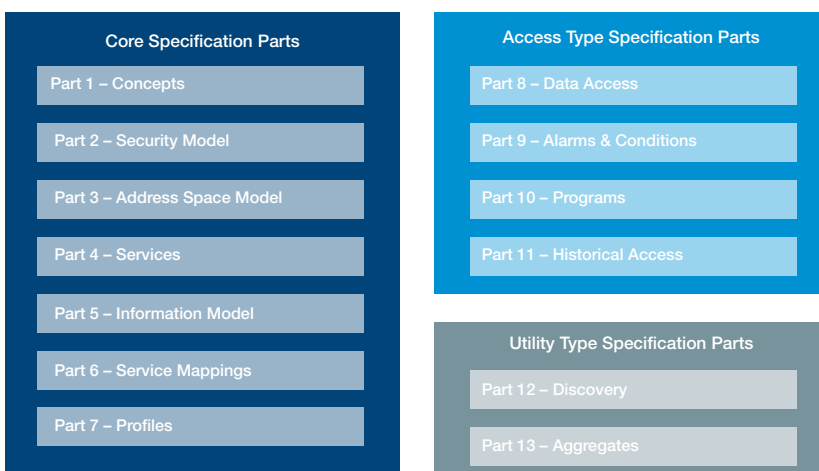 Core Specification Parts
Part 1 – Concepts
Part 2 – Security Model
Part 3 – Address Space Model
Part 4 – Services
Part 5 – Information Model
Part 6 – Service Mappings
Part 7 – Profiles
Access Type Specification Parts
Part 8 – Data Access
Part 9 – Alarms & Conditions
Part 10 – Programs
Part 11 – Historical Access
Utility Type Specification Parts
Part 12 – Discovery
Part 13 – Aggregates